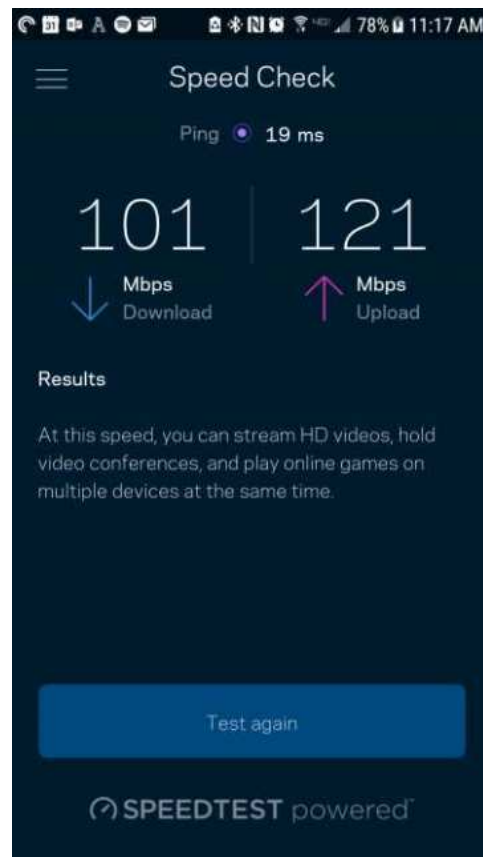 31 A N 78% 11:17 AM
Speed Check
Ping 19 ms
101 121
Mbps Mbps
Download Upload
Results
At this speed, you can stream HD videos, hold
video conferences, and play online games on
multiple devices at the same time.
Test again
SPEEDTEST powered